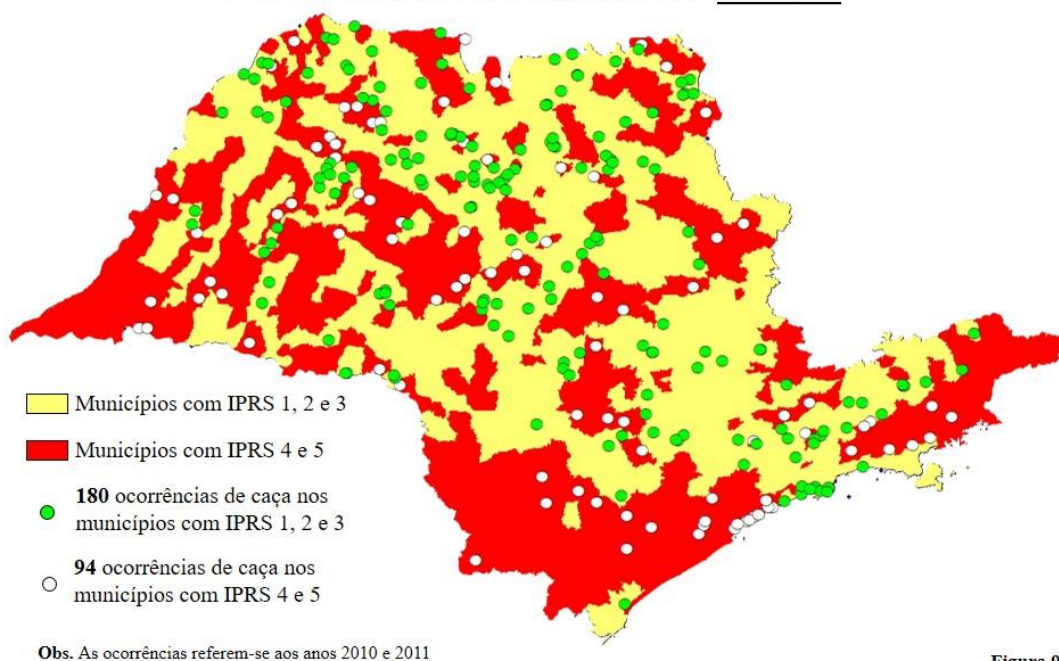 Municípios com IPRS 1, 2 e 3
Municípios com IPRS 4 e 5
180 ocorrências de caça nos
municípios com IPRS 1, 2 e 3
94 ocorrências de caça nos
municípios com IPRS 4 e 5
Obs. As ocorrências referem-se aos anos 2010 e 2011